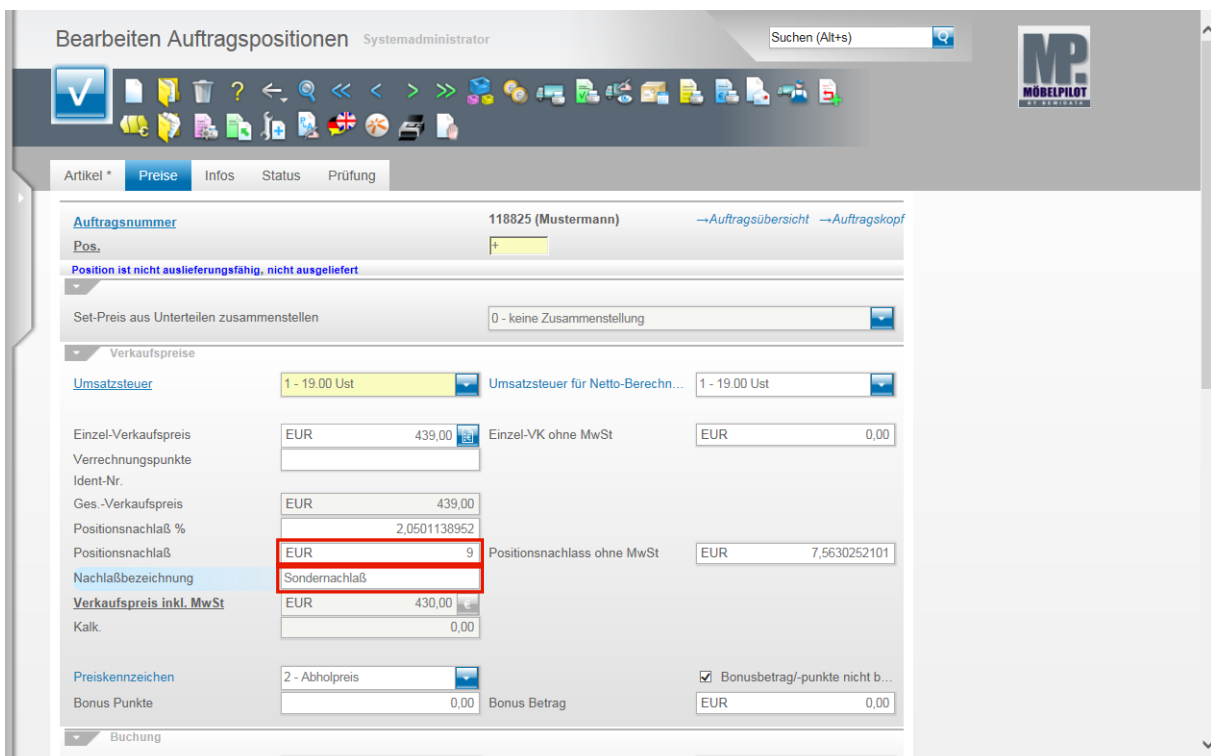 Bearbeiten Auftragspositionen Systemadministrator Suchen (Alt+s)
MP.
MÖBELPILOT
BY BEWIDATA
Artikel * Preise Infos Status Prüfung
Auftragsnummer 118825 (Mustermann) →Auftragsübersicht →Auftragskopf
Pos. +
Position ist nicht auslieferungsfähig, nicht ausgeliefert
Set-Preis aus Unterteilen zusammenstellen 0 - keine Zusammenstellung
Verkaufspreise
Umsatzsteuer 1 - 19.00 Ust Umsatzsteuer für Netto-Berechn... 1 - 19.00 Ust
Einzel-Verkaufspreis EUR 439,00 Einzel-VK ohne MwSt EUR 0,00
Verrechnungspunkte
Ident-Nr.
Ges.-Verkaufspreis EUR 439,00
Positionsnachlaß % 2,0501138952
Positionsnachlaß EUR 9 Positionsnachlass ohne MwSt EUR 7,5630252101
Nachlaßbezeichnung Sondernachlaß
Verkaufspreis inkl. MwSt EUR 430,00 €
Kalk. 0,00
Preiskennzeichen 2 - Abholpreis Bonusbetrag/-punkte nicht b...
Bonus Punkte 0,00 Bonus Betrag EUR 0,00
Buchung